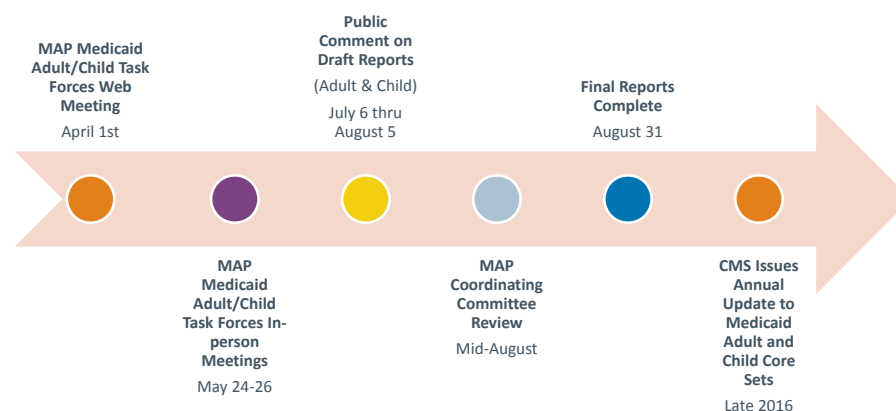 MAP Medicaid
Adult/Child Task
Forces Web
Meeting
April 1st
MAP
Medicaid
Adult/Child
Task Forces In-
person
Meetings
May 24-26
Public
Comment on
Draft Reports
(Adult & Child)
July 6 thru
August 5
MAP
Coordinating
Committee
Review
Mid-August
Final Reports
Complete
August 31
CMS Issues
Annual
Update to
Medicaid
Adult and
Child Core
Sets
Late 2016